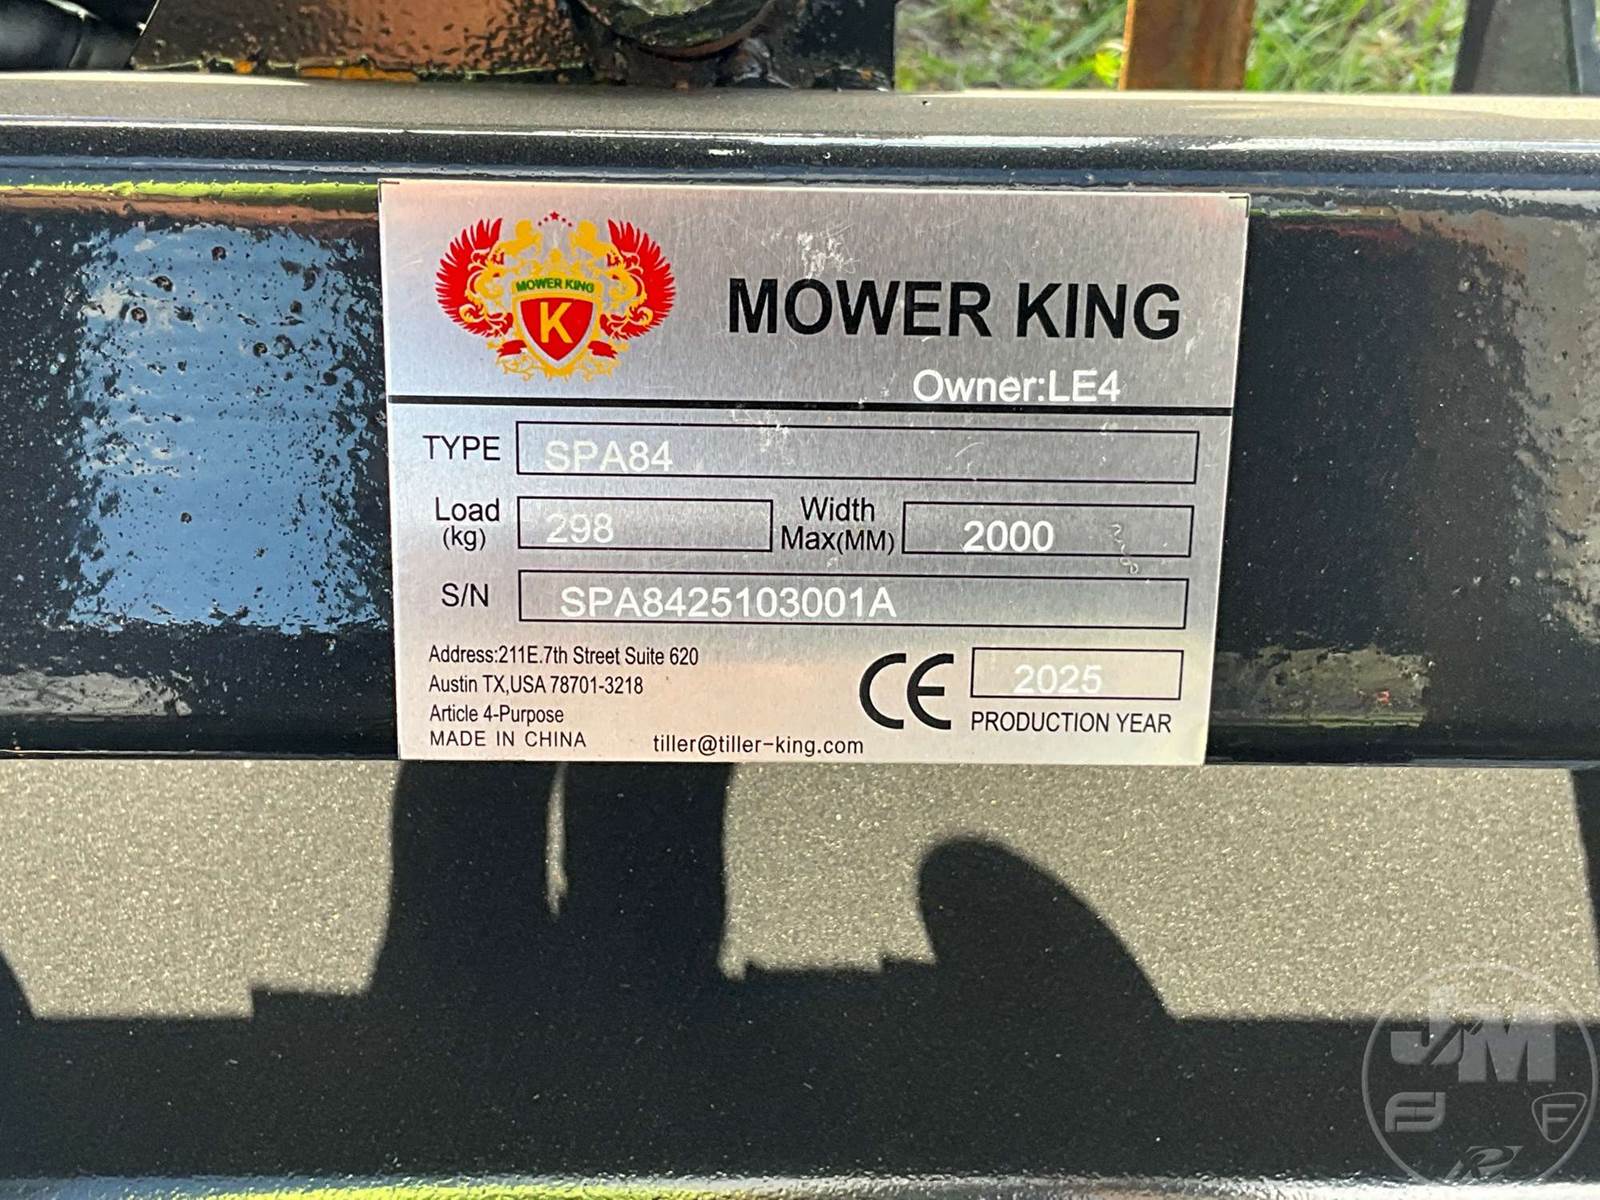 MOWER KING
K
MOWER KING
Owner:LE4
TYPE SPA84
Load (kg) 298 Width Max(MM) 2000
S/N SPA8425103001A
Address:211E.7th Street Suite 620
Austin TX,USA 78701-3218
Article 4-Purpose
MADE IN CHINA
tiller@tiller-king.com
CE
2025
PRODUCTION YEAR
JM
F